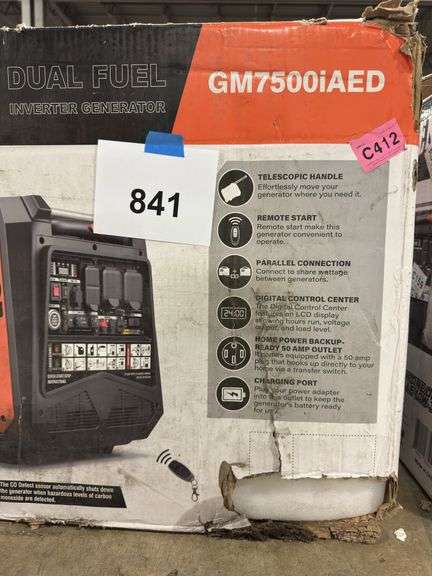 DUAL FUEL
INVERTER GENERATOR
GM7500iAED
C412
841
TELESCOPIC HANDLE
Effortlessly move your
generator where you need it.
REMOTE START
Remote start make this
generator convenient to
operate.
PARALLEL CONNECTION
Connect to share wattage
between generators.
24:00
DIGITAL CONTROL CENTER
The Digital Control Center
features an LCD display
showing hours run, voltage
output, and load level.
HOME POWER BACKUP-
READY 50 AMP OUTLET
It comes equipped with a 50 amp
plug that hooks up directly to your
home via a transfer switch.
CHARGING PORT
Plug your power adapter
into this outlet to keep the
generator's battery ready
for
The CO Detect sensor automatically shuts down
the generator when hazardous levels of carbon
monoxide are detected.